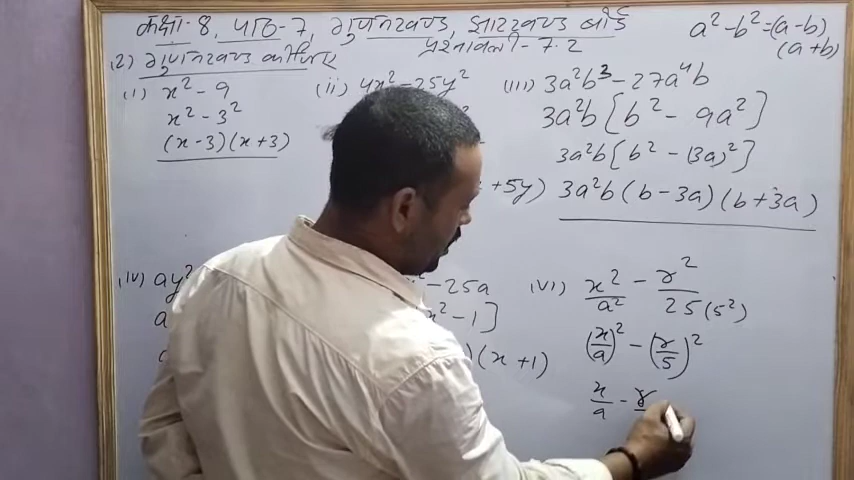 कक्षा-8, पाठ-7, गुणनखण्ड, ज्ञारखण्ड बोर्ड
a² - b² = (a-b)
(a+b)
प्रश्नावली - 7.2
(2) गुणनखण्ड कीजिए
(i) x² - 9
x² - 3²
(x-3)(x+3)
(ii) 4x² - 25y²
+5y)
(iii) 3a²b³ - 27a⁴b
3a²b[b² - 9a²]
3a²b[b² - (3a)²]
3a²b(b-3a)(b+3a)
(iv) ay²
a
- 25a
x² - 1]
)(x+1)
(vi) x²/a² - y²/25 (5²)
(x/a)² - (y/5)²
x/a - y